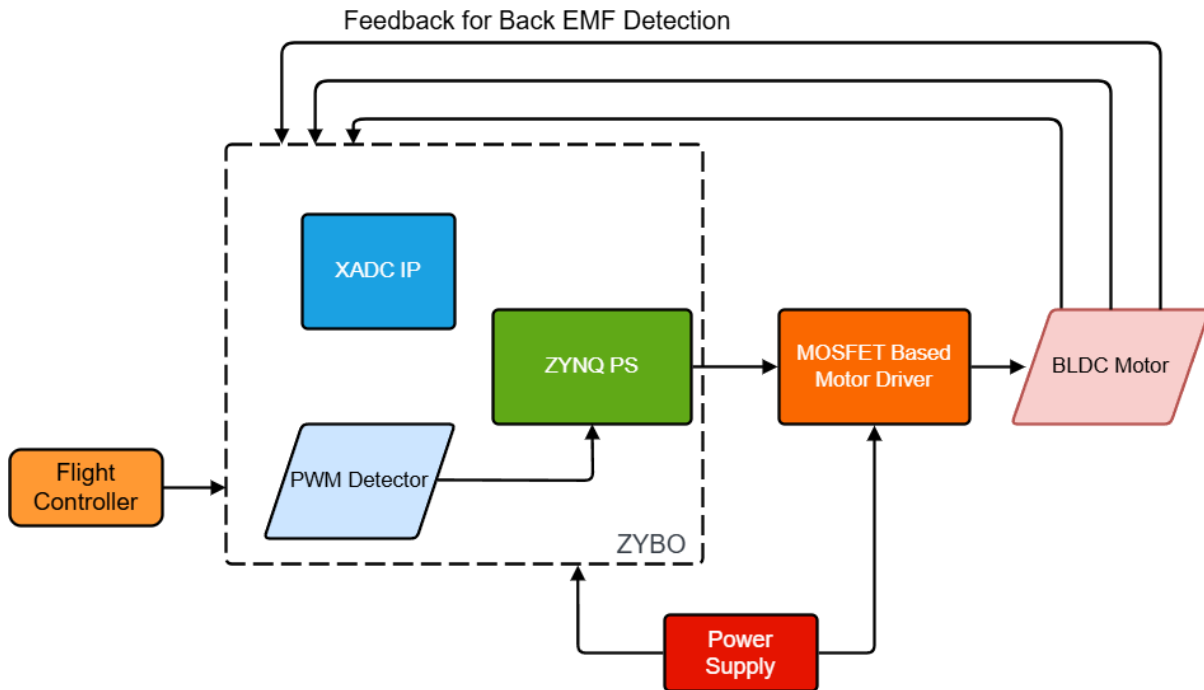 Feedback for Back EMF Detection
XADC IP
ZYNQ PS
MOSFET Based
Motor Driver
BLDC Motor
PWM Detector
Flight
Controller
ZYBO
Power
Supply